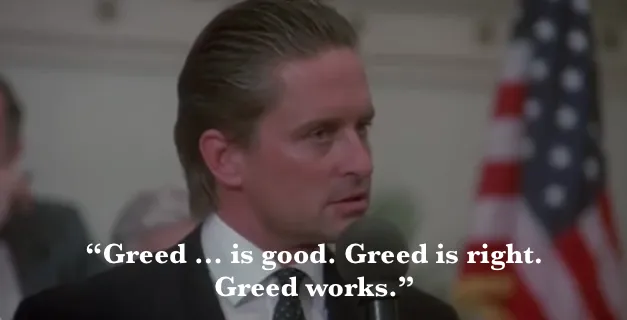 “Greed ... is good. Greed is right.
Greed works.”